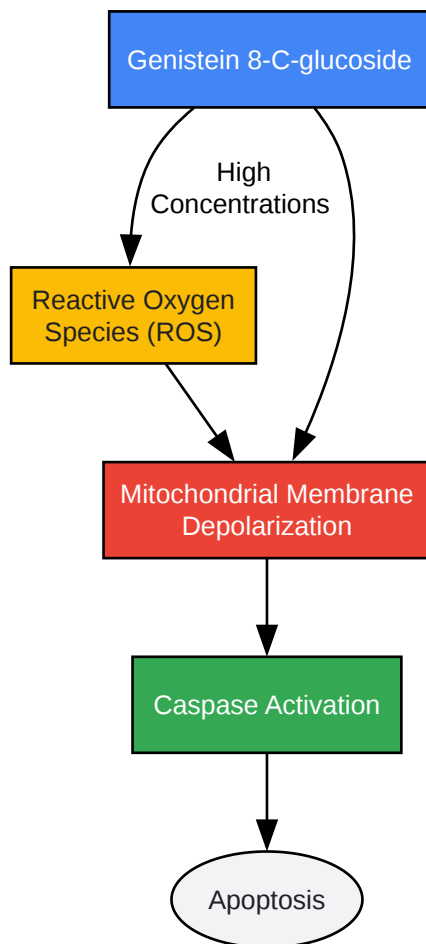 Genistein 8-C-glucoside
High
Concentrations
Reactive Oxygen
Species (ROS)
Mitochondrial Membrane
Depolarization
Caspase Activation
Apoptosis